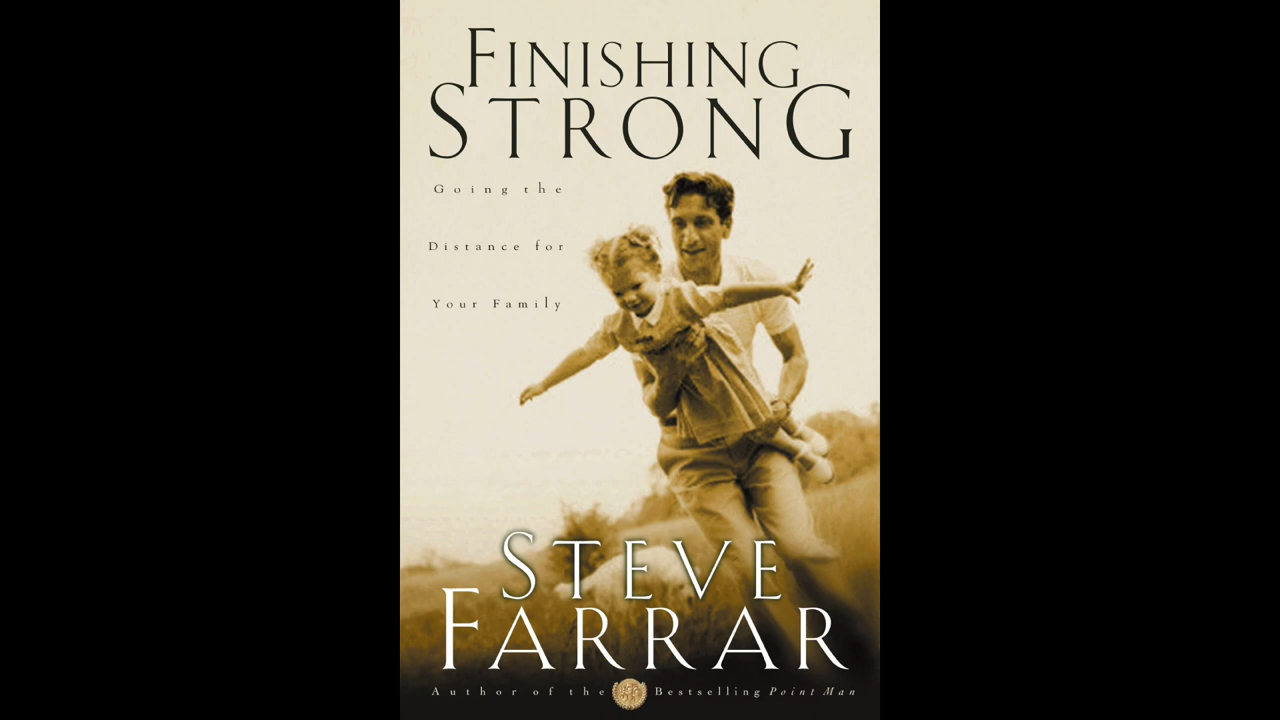 FINISHING
STRONG
Going the
Distance for
Your Family
STEVE
FARRAR
Author of the Bestselling Point Man